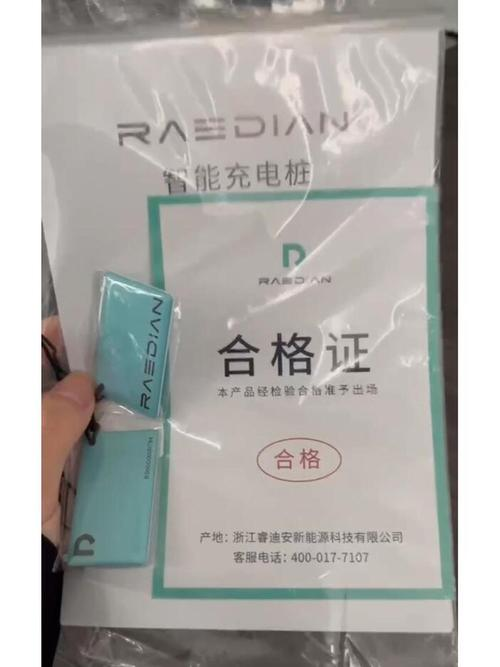 RAEDIAN
智能充电桩
RAEDIAN
合格证
本产品经检验合格准予出场
合格
产地：浙江睿迪安新能源科技有限公司
客服电话：400-017-7107
RAEDIAN